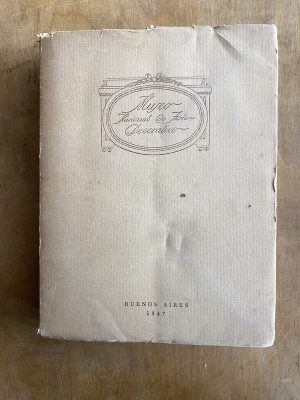 Museo
Nacional De Arte
Decorativo
BUENOS AIRES
1947